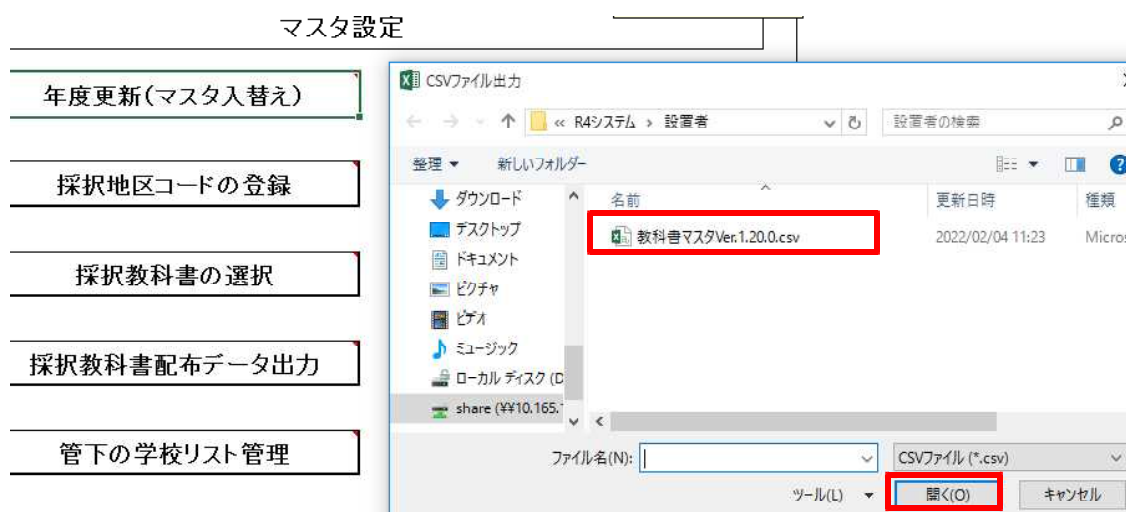 マスタ設定
年度更新(マスタ入替え)
採択地区コードの登録
採択教科書の選択
採択教科書配布データ出力
管下の学校リスト管理
CSVファイル出力
« R4システム › 設置者
設置者の検索
整理 新しいフォルダー
名前 更新日時 種類
教科書マスタVer.1.20.0.csv 2022/02/04 11:23 Micros
ダウンロード
デスクトップ
ドキュメント
ピクチャ
ビデオ
ミュージック
ローカル ディスク (D
share (¥¥10.165.1
ファイル名(N): CSVファイル (*.csv)
ツール(L) 開く(O) キャンセル